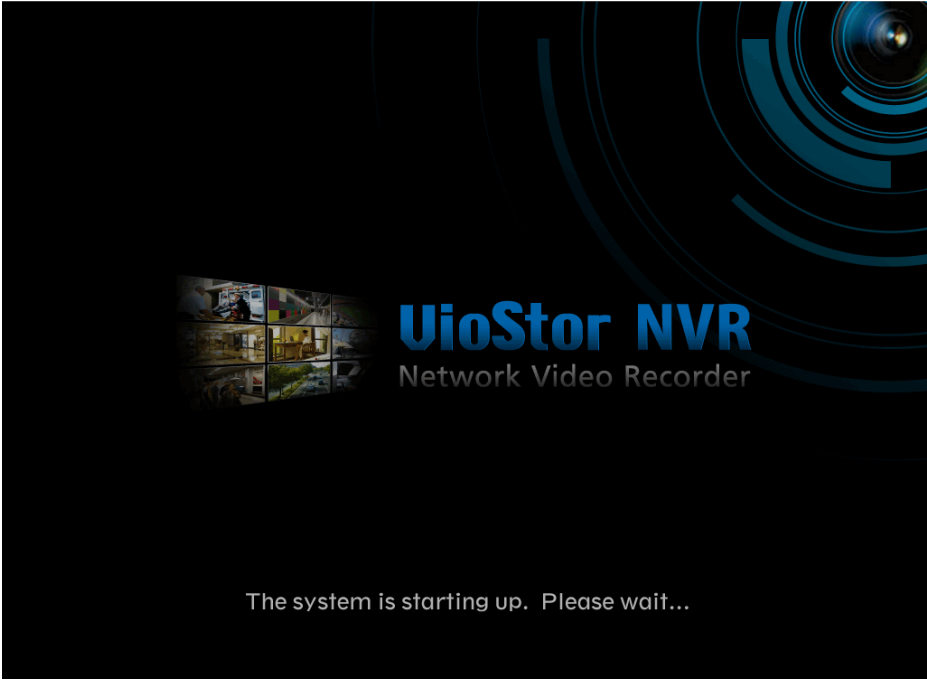 VioStor NVR
Network Video Recorder
The system is starting up. Please wait...